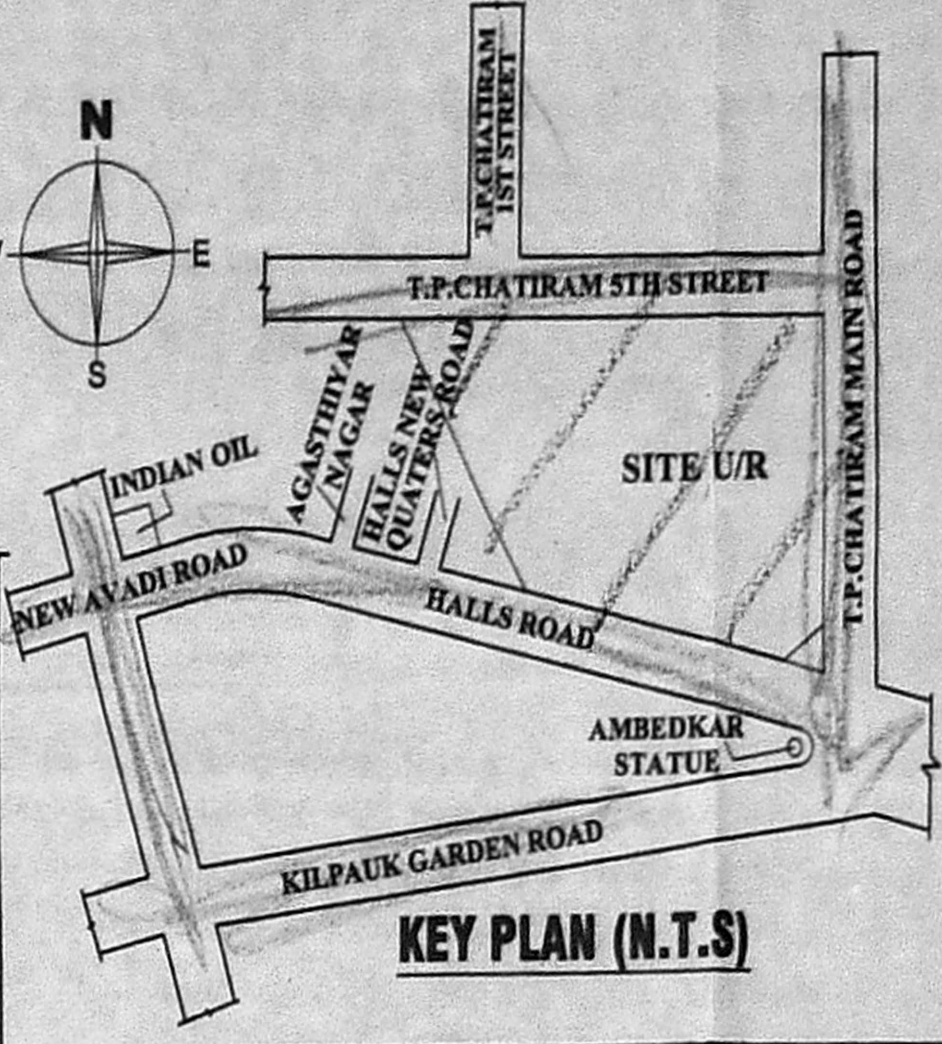 N
E
S
T.P.CHATIRAM
1ST STREET
T.P.CHATIRAM 5TH STREET
T.P.CHATIRAM MAIN ROAD
AGASTHIYAR
NAGAR
HALLS NEW
QUATERS ROAD
INDIAN OIL
SITE U/R
NEW AVADI ROAD
HALLS ROAD
AMBEDKAR
STATUE
KILPAUK GARDEN ROAD
KEY PLAN (N.T.S)